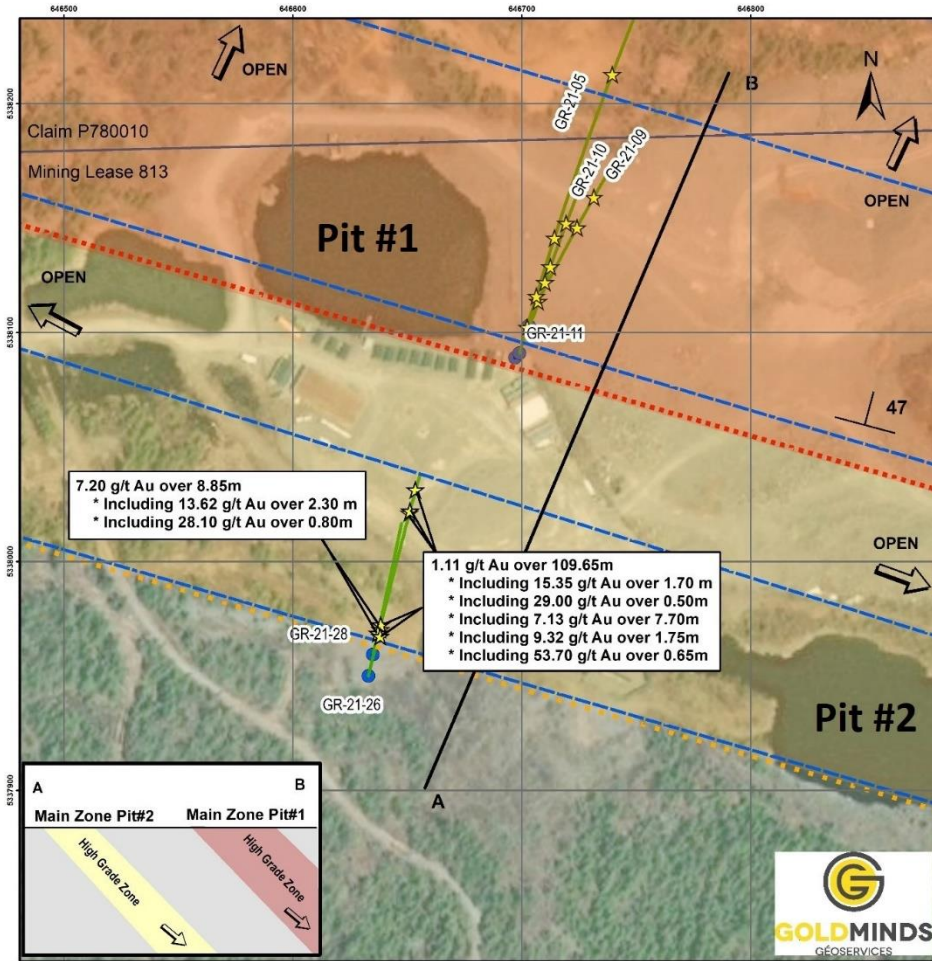 646500
646600
646700
646800
5338200
5338100
5338000
5337900
OPEN
GR-21-05
B
N
Claim P780010
Mining Lease 813
GR-21-10
GR-21-09
OPEN
Pit #1
OPEN
GR-21-11
47
7.20 g/t Au over 8.85m
* Including 13.62 g/t Au over 2.30 m
* Including 28.10 g/t Au over 0.80m
OPEN
1.11 g/t Au over 109.65m
* Including 15.35 g/t Au over 1.70 m
* Including 29.00 g/t Au over 0.50m
* Including 7.13 g/t Au over 7.70m
* Including 9.32 g/t Au over 1.75m
* Including 53.70 g/t Au over 0.65m
GR-21-28
GR-21-26
Pit #2
A
A
B
Main Zone Pit#2
Main Zone Pit#1
High Grade Zone
High Grade Zone
G
GOLDMINDS
GÉOSERVICES